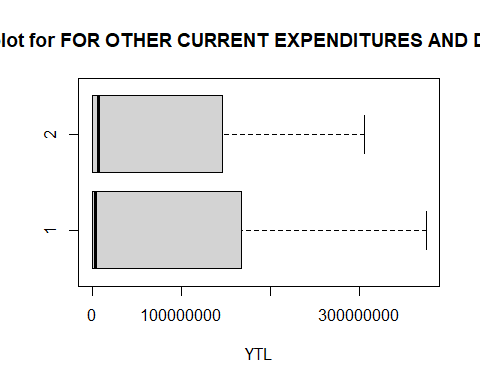 lot for FOR OTHER CURRENT EXPENDITURES AND D
2
1
0
100000000
300000000
YTL